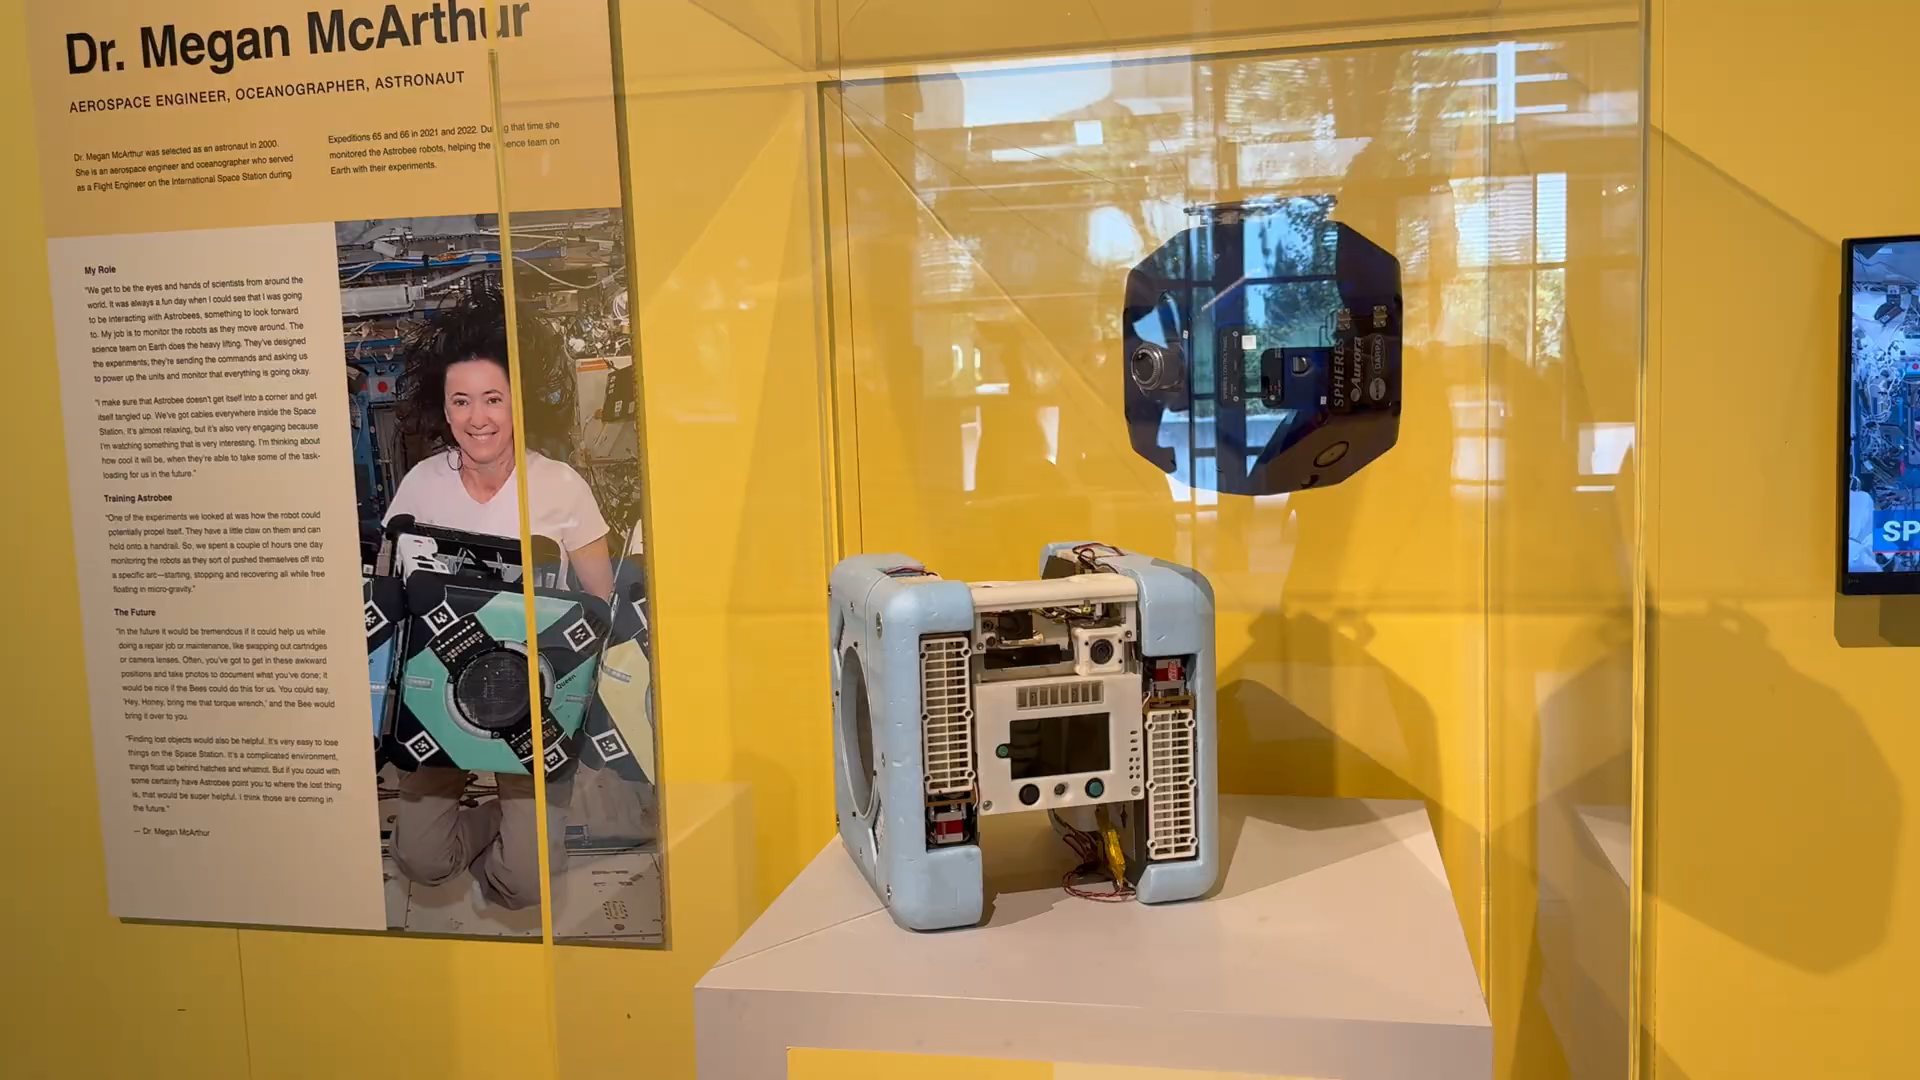 Dr. Megan McArthur
AEROSPACE ENGINEER, OCEANOGRAPHER, ASTRONAUT
Dr. Megan McArthur was selected as an astronaut in 2000.
She is an aerospace engineer and oceanographer who served
as a Flight Engineer on the International Space Station during
Expeditions 65 and 66 in 2021 and 2022. During that time she
monitored the Astrobee robots, helping the science team on
Earth with their experiments.
My Role
"We get to be the eyes and hands of scientists from around the
world. It was always a fun day when I could see that I was going
to be interacting with Astrobees, something to look forward
to. My job is to monitor the robots as they move around. The
science team on Earth does the heavy lifting. They've designed
the experiments; they're sending the commands and asking us
to power up the units and monitor that everything is going okay.
"I make sure that Astrobee doesn't get itself into a corner and get
itself tangled up. We've got cables everywhere inside the Space
Station. It's almost relaxing, but it's also very engaging because
I'm watching something that is very interesting. I'm thinking about
how cool it will be, when they're able to take some of the task-
loading for us in the future."
Training Astrobee
"One of the experiments we looked at was how the robot could
potentially propel itself. They have a little claw on them and can
hold onto a handrail. So, we spent a couple of hours one day
monitoring the robots as they sort of pushed themselves off into
a specific arc—starting, stopping and recovering all while free
floating in micro-gravity."
The Future
"In the future it would be tremendous if it could help us while
doing a repair job or maintenance, like swapping out cartridges
or camera lenses. Often, you've got to get in these awkward
positions and take photos to document what you've done; it
would be nice if the Bees could do this for us. You could say,
'Hey, Honey, bring me that torque wrench,' and the Bee would
bring it over to you.
"Finding lost objects would also be helpful. It's very easy to lose
things on the Space Station. It's a complicated environment,
things float up behind hatches and whatnot. But if you could with
some certainty have Astrobee point you to where the lost thing
is, that would be super helpful. I think those are coming in
the future."
— Dr. Megan McArthur
Queen
SPHERES
Aurora
DARPA
SP